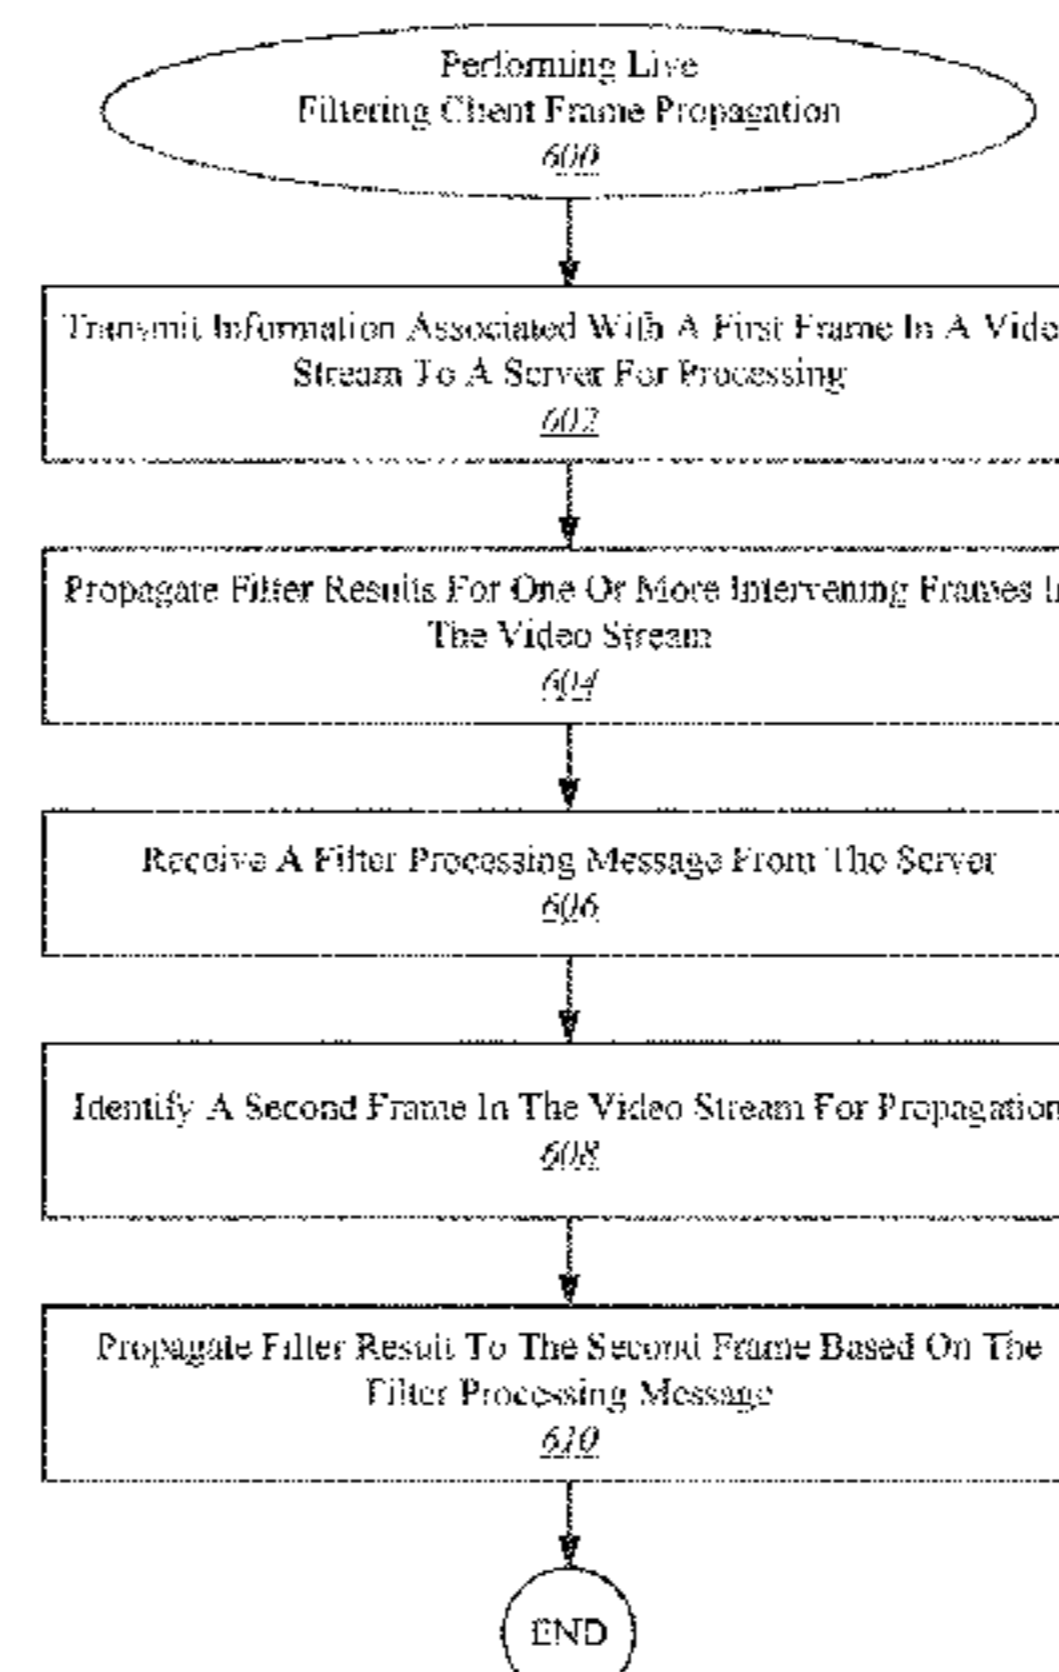 Performing Live
Filtering Client Frame Propagation
600
Transmit Information Associated With A First Frame In A Vide
Stream To A Server For Processing
602
Propagate Filter Results For One Or More Intervening Frames I
The Video Stream
604
Receive A Filter Processing Message From The Server
606
Identify A Second Frame In The Video Stream For Propagation
608
Propagate Filter Result To The Second Frame Based On The
Filter Processing Message
610
END